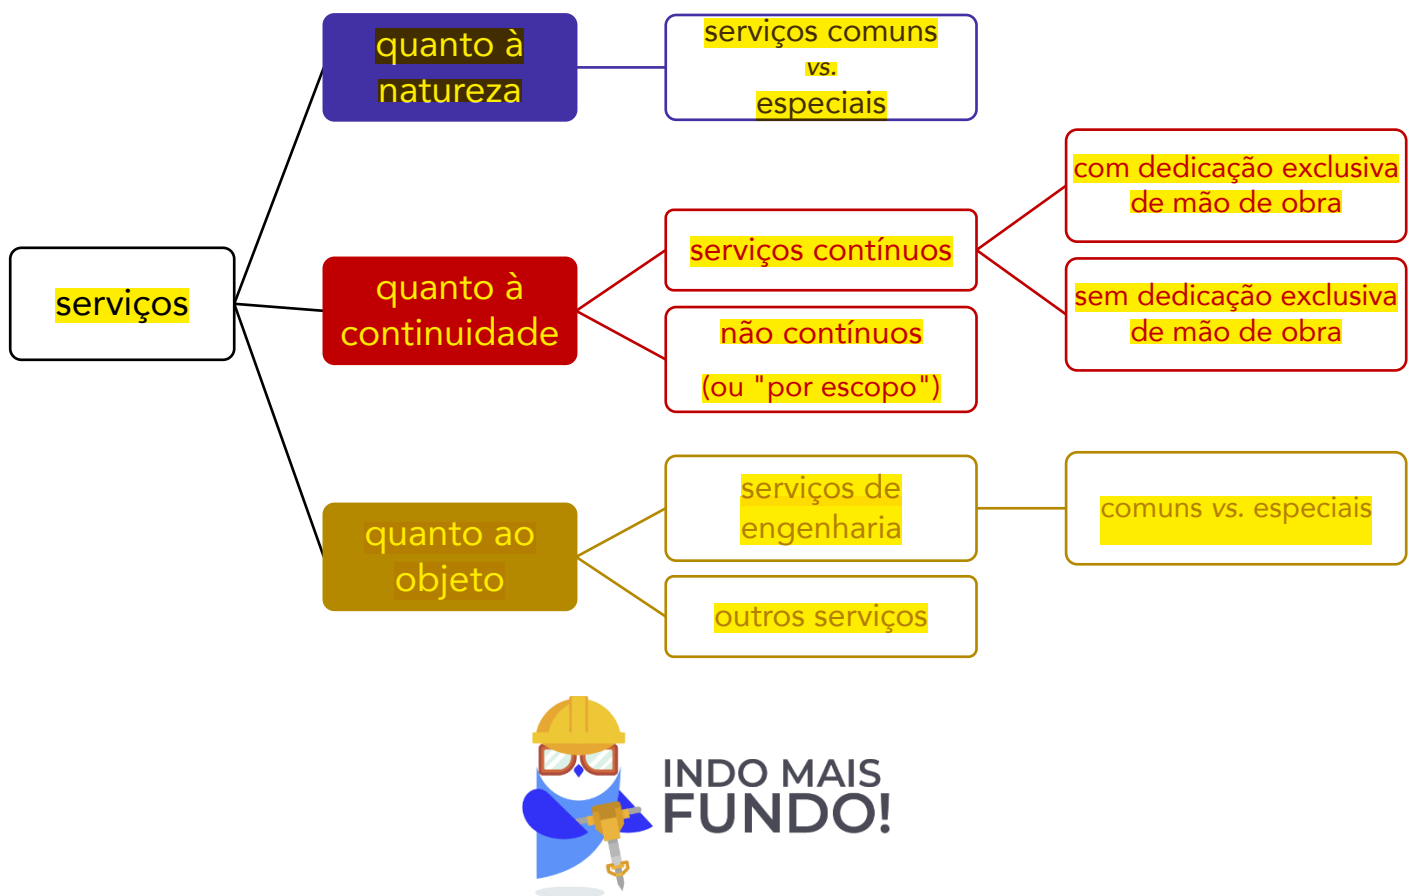 serviços
quanto à
natureza
serviços comuns
vs.
especiais
quanto à
continuidade
serviços contínuos
com dedicação exclusiva
de mão de obra
sem dedicação exclusiva
de mão de obra
não contínuos
(ou "por escopo")
quanto ao
objeto
serviços de
engenharia
comuns vs. especiais
outros serviços
INDO MAIS
FUNDO!